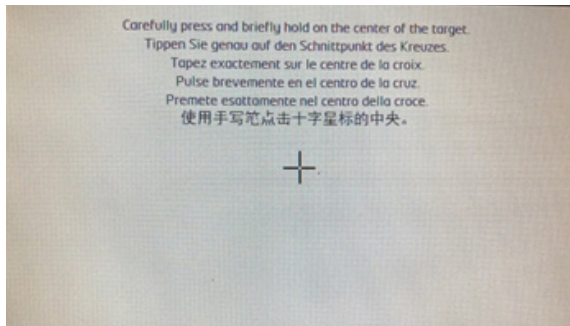 Carefully press and briefly hold on the center of the target.
Tippen Sie genau auf den Schnittpunkt des Kreuzes.
Tapez exactement sur le centre de la croix.
Pulse brevemente en el centro de la cruz.
Premete esattamente nel centro della croce.
使用手写笔点击十字星标的中央。